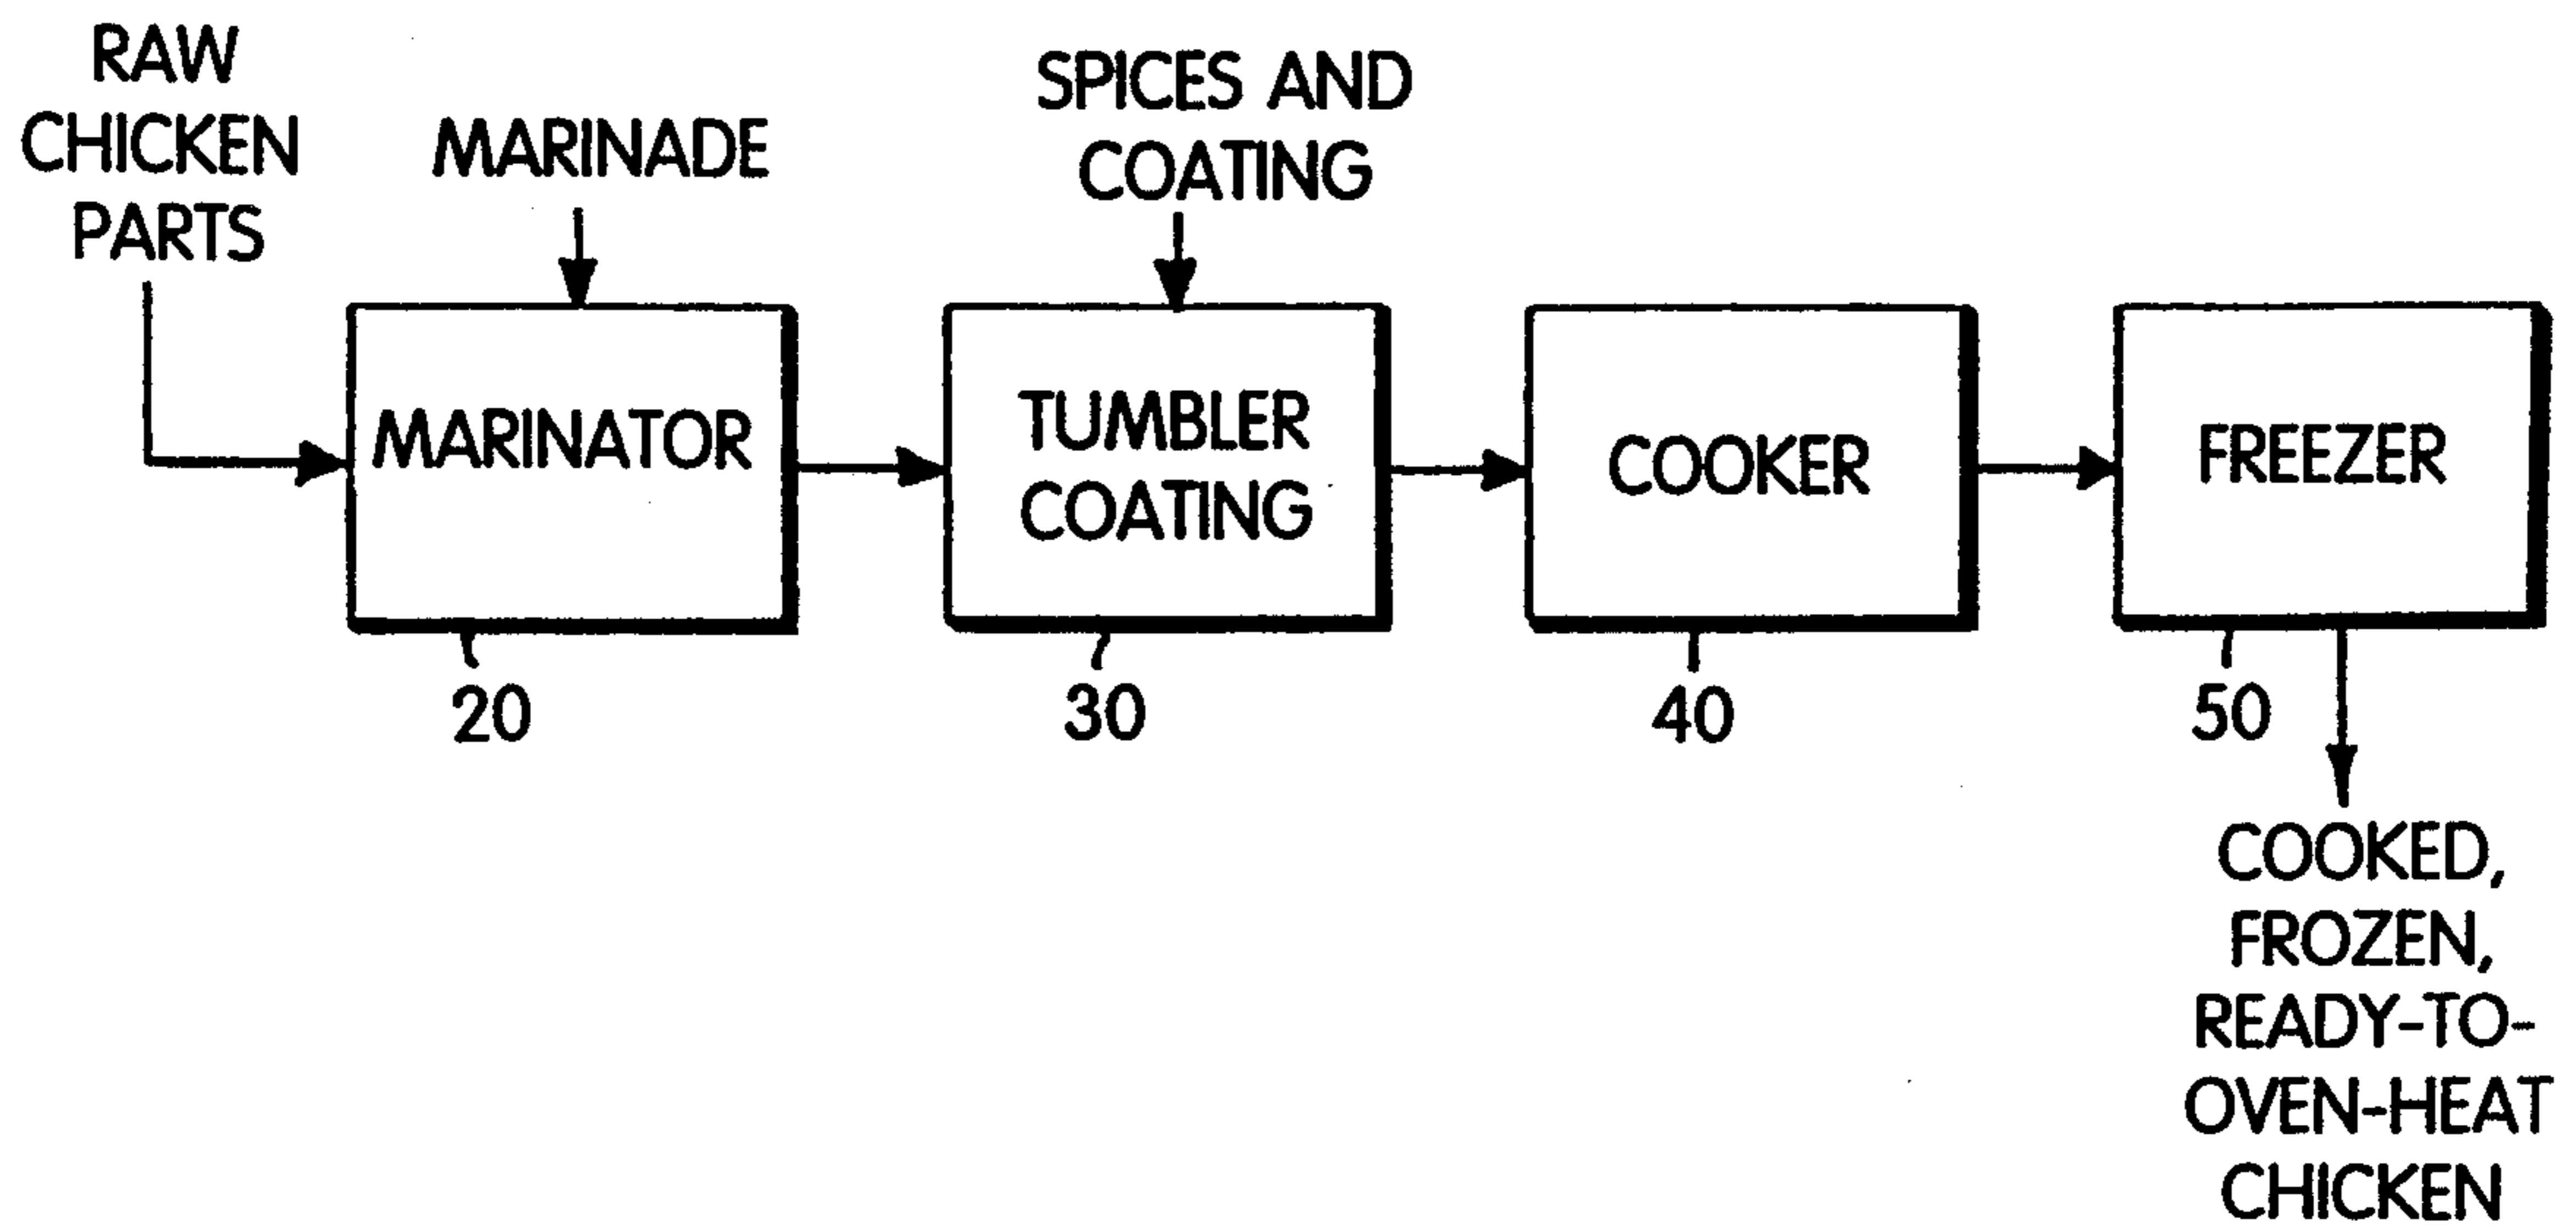 RAW
CHICKEN
PARTS
MARINADE
SPICES AND
COATING
MARINATOR
TUMBLER
COATING
COOKER
FREEZER
20
30
40
50
COOKED,
FROZEN,
READY-TO-
OVEN-HEAT
CHICKEN